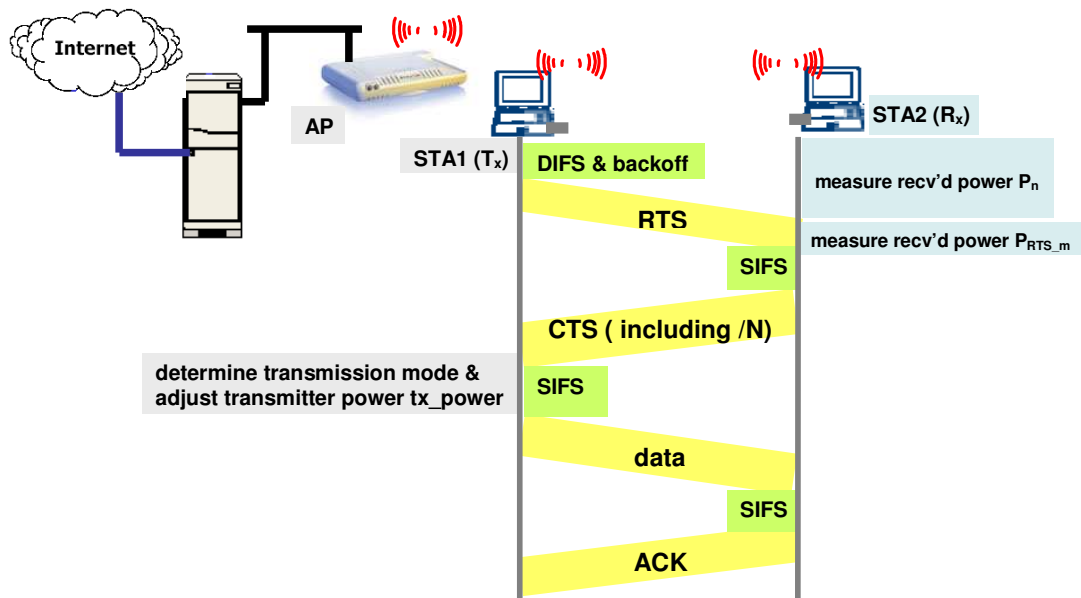 Internet
AP
STA1 (Tx)
STA2 (Rx)
DIFS & backoff
measure recv'd power Pn
RTS
measure recv'd power PRTS_m
SIFS
CTS ( including /N)
determine transmission mode &
adjust transmitter power tx_power
SIFS
data
SIFS
ACK